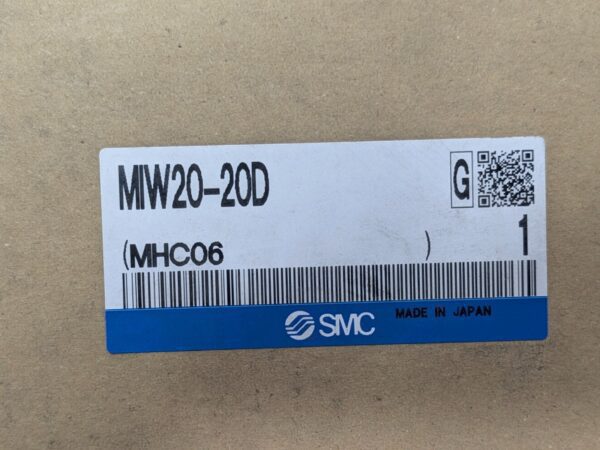 MIW20-20D
G
(MHC06 )
1
SMC
MADE IN JAPAN